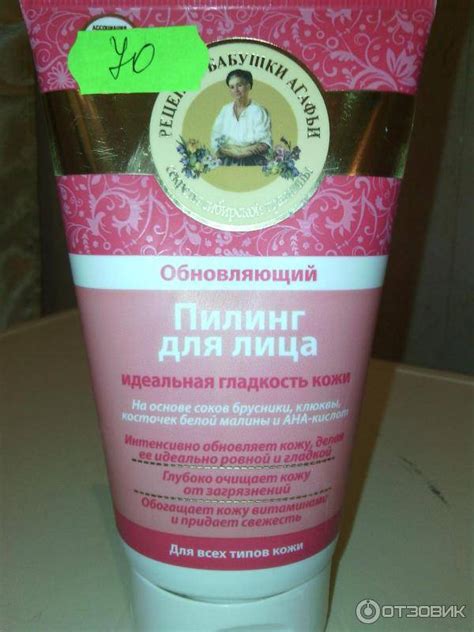 70
РЕЦЕПТЫ БАБУШКИ АГАФЬИ
Обновляющий
Пилинг
для лица
идеальная гладкость кожи
На основе соков брусники, клюквы,
косточек белой малины и АНА-кислот
Интенсивно обновляет кожу, делая
ее идеально ровной и гладкой
Глубоко очищает кожу
от загрязнений
Обогащает кожу витаминами
и придает свежесть
Для всех типов кожи
ОТЗОВИК